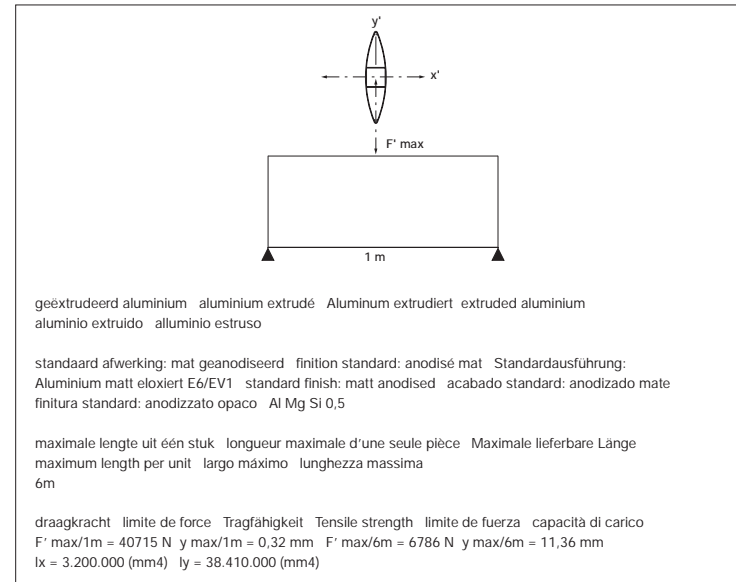 y'
x'
F' max
1 m
geëxtrudeerd aluminium aluminium extrudé Aluminum extrudiert extruded aluminium
aluminio extruido alluminio estruso
standaard afwerking: mat geanodiseerd finition standard: anodisé mat Standardausführung:
Aluminium matt eloxiert E6/EV1 standard finish: matt anodised acabado standard: anodizado mate
finitura standard: anodizzato opaco Al Mg Si 0,5
maximale lengte uit één stuk longueur maximale d'une seule pièce Maximale lieferbare Länge
maximum length per unit largo máximo lunghezza massima
6m
draagkracht limite de force Tragfähigkeit Tensile strength limite de fuerza capacità di carico
F' max/1m = 40715 N y max/1m = 0,32 mm F' max/6m = 6786 N y max/6m = 11,36 mm
Ix = 3.200.000 (mm4) Iy = 38.410.000 (mm4)